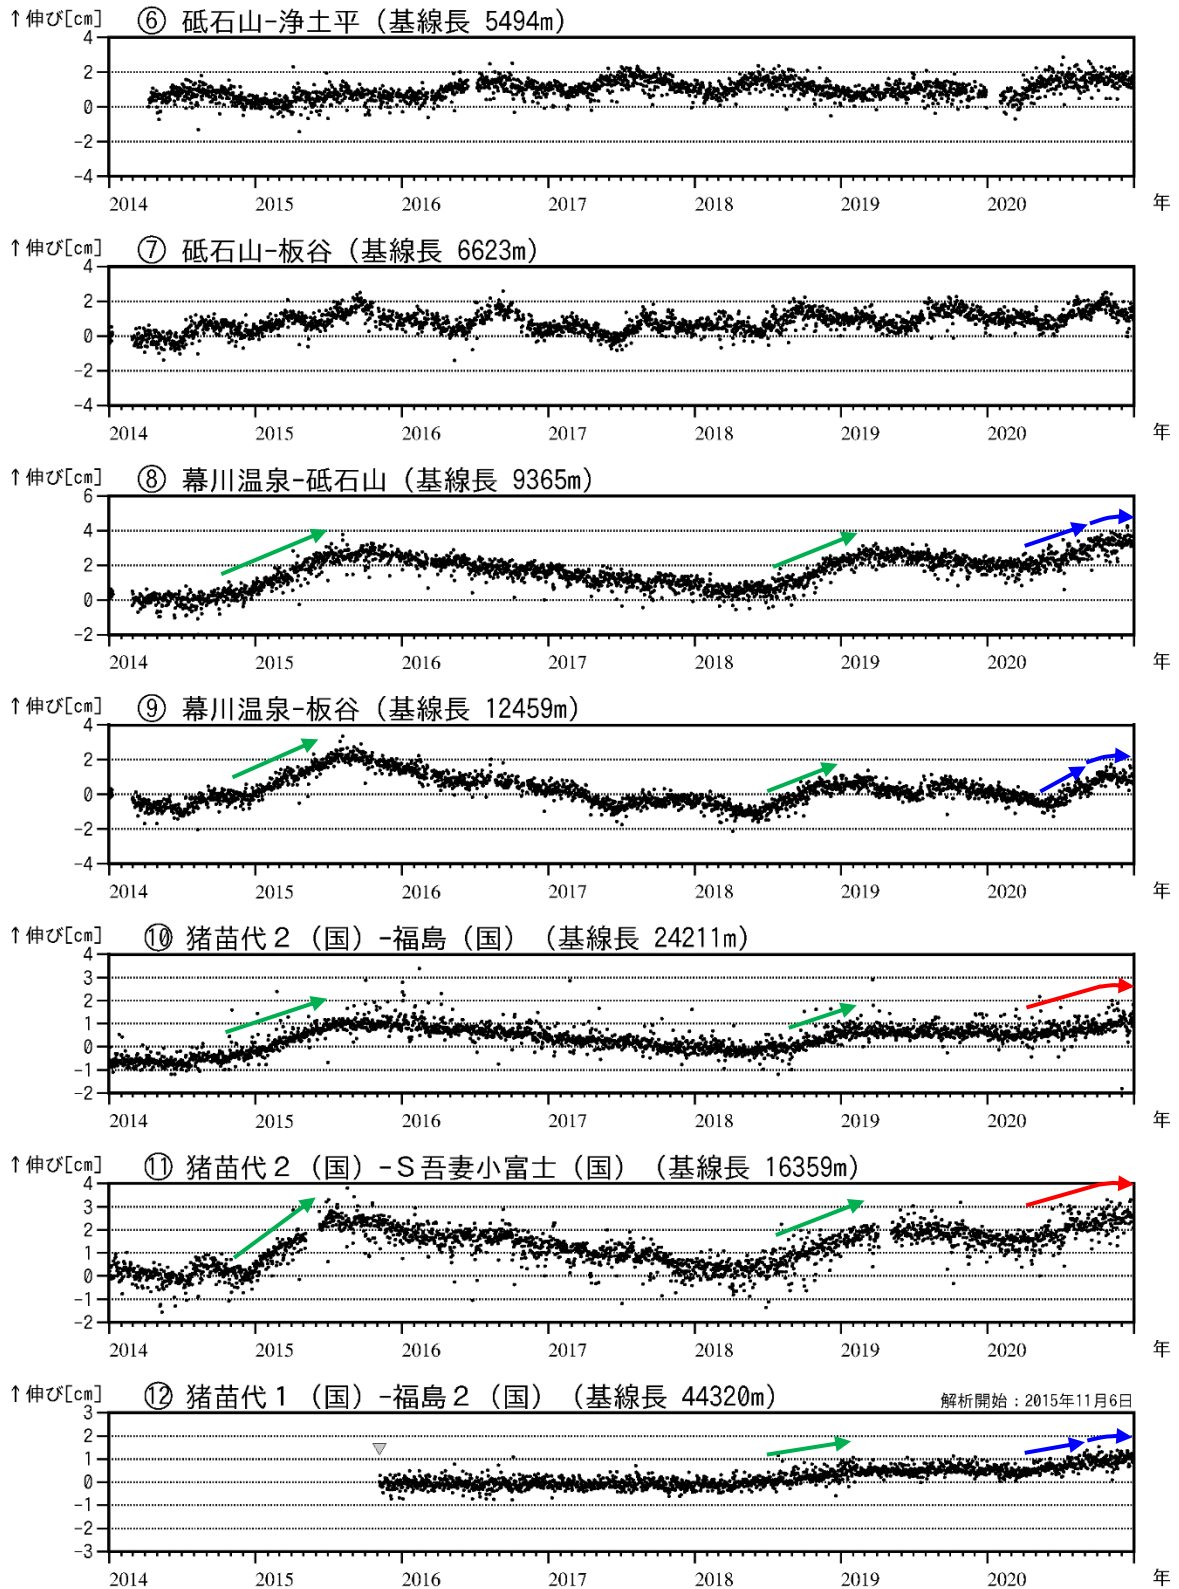 ↑伸び[cm] ⑥ 砥石山-浄土平（基線長 5494m）
4
2
0
-2
-4
2014 2015 2016 2017 2018 2019 2020 年
↑伸び[cm] ⑦ 砥石山-板谷（基線長 6623m）
4
2
0
-2
-4
2014 2015 2016 2017 2018 2019 2020 年
↑伸び[cm] ⑧ 幕川温泉-砥石山（基線長 9365m）
6
4
2
0
-2
2014 2015 2016 2017 2018 2019 2020 年
↑伸び[cm] ⑨ 幕川温泉-板谷（基線長 12459m）
4
2
0
-2
-4
2014 2015 2016 2017 2018 2019 2020 年
↑伸び[cm] ⑩ 猪苗代２（国）-福島（国）（基線長 24211m）
4
3
2
1
0
-1
-2
2014 2015 2016 2017 2018 2019 2020 年
↑伸び[cm] ⑪ 猪苗代２（国）-Ｓ吾妻小富士（国）（基線長 16359m）
4
3
2
1
0
-1
-2
2014 2015 2016 2017 2018 2019 2020 年
↑伸び[cm] ⑫ 猪苗代１（国）-福島２（国）（基線長 44320m） 解析開始：2015年11月6日
3
2
1
0
-1
-2
-3
2014 2015 2016 2017 2018 2019 2020 年